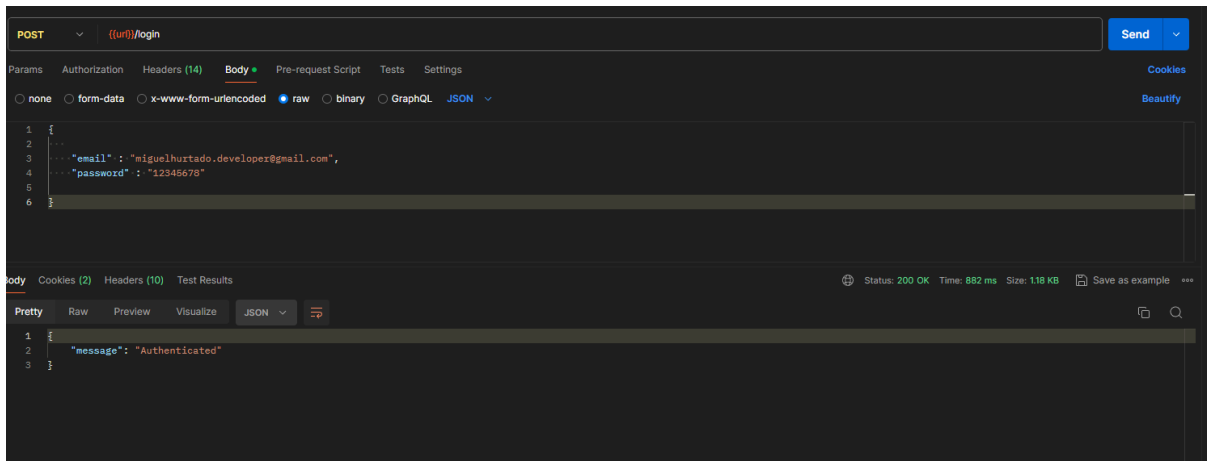 POST {{url}}/login Send
Params Authorization Headers (14) Body Pre-request Script Tests Settings Cookies
none form-data x-www-form-urlencoded raw binary GraphQL JSON Beautify
1 {
2 ····
3 ····"email"·:·"miguelhurtado.developer@gmail.com",
4 ····"password"·:·"12345678"
5
6 }
Body Cookies (2) Headers (10) Test Results Status: 200 OK Time: 882 ms Size: 1.18 KB Save as example
Pretty Raw Preview Visualize JSON
1 {
2 "message": "Authenticated"
3 }